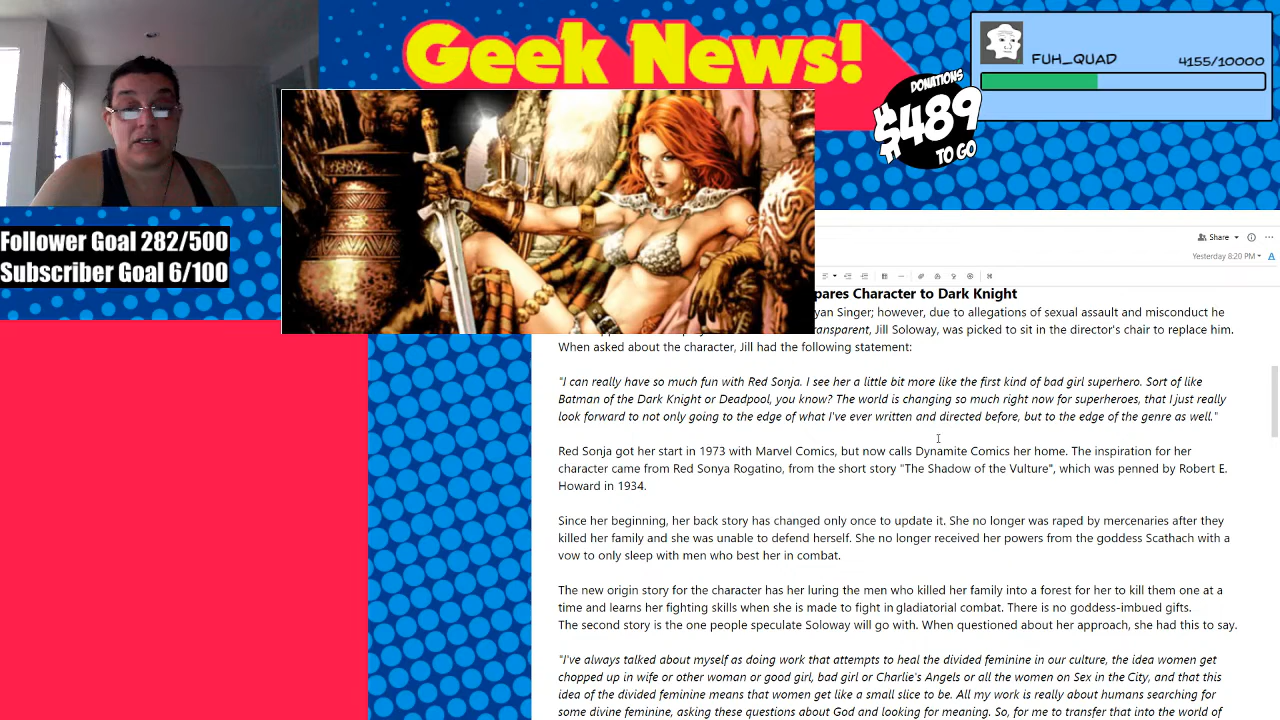 Geek News!
DONATIONS
$489
TO GO
FUH_QUAD
4155/10000
Follower Goal 282/500
Subscriber Goal 6/100
Share
Yesterday 8:20 PM
pares Character to Dark Knight
yan Singer; however, due to allegations of sexual assault and misconduct he
ransparent, Jill Soloway, was picked to sit in the director's chair to replace him.
When asked about the character, Jill had the following statement:
"I can really have so much fun with Red Sonja. I see her a little bit more like the first kind of bad girl superhero. Sort of like
Batman of the Dark Knight or Deadpool, you know? The world is changing so much right now for superheroes, that I just really
look forward to not only going to the edge of what I've ever written and directed before, but to the edge of the genre as well."
Red Sonja got her start in 1973 with Marvel Comics, but now calls Dynamite Comics her home. The inspiration for her
character came from Red Sonya Rogatino, from the short story "The Shadow of the Vulture", which was penned by Robert E.
Howard in 1934.
Since her beginning, her back story has changed only once to update it. She no longer was raped by mercenaries after they
killed her family and she was unable to defend herself. She no longer received her powers from the goddess Scathach with a
vow to only sleep with men who best her in combat.
The new origin story for the character has her luring the men who killed her family into a forest for her to kill them one at a
time and learns her fighting skills when she is made to fight in gladiatorial combat. There is no goddess-imbued gifts.
The second story is the one people speculate Soloway will go with. When questioned about her approach, she had this to say.
"I've always talked about myself as doing work that attempts to heal the divided feminine in our culture, the idea women get
chopped up in wife or other woman or good girl, bad girl or Charlie's Angels or all the women on Sex in the City, and that this
idea of the divided feminine means that women get like a small slice to be. All my work is really about humans searching for
some divine feminine, asking these questions about God and looking for meaning. So, for me to transfer that into the world of